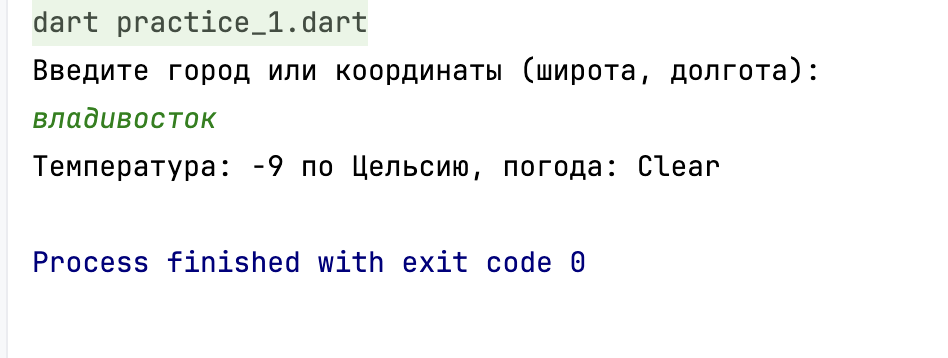 dart practice_1.dart
Введите город или координаты (широта, долгота):
владивосток
Температура: -9 по Цельсию, погода: Clear
Process finished with exit code 0